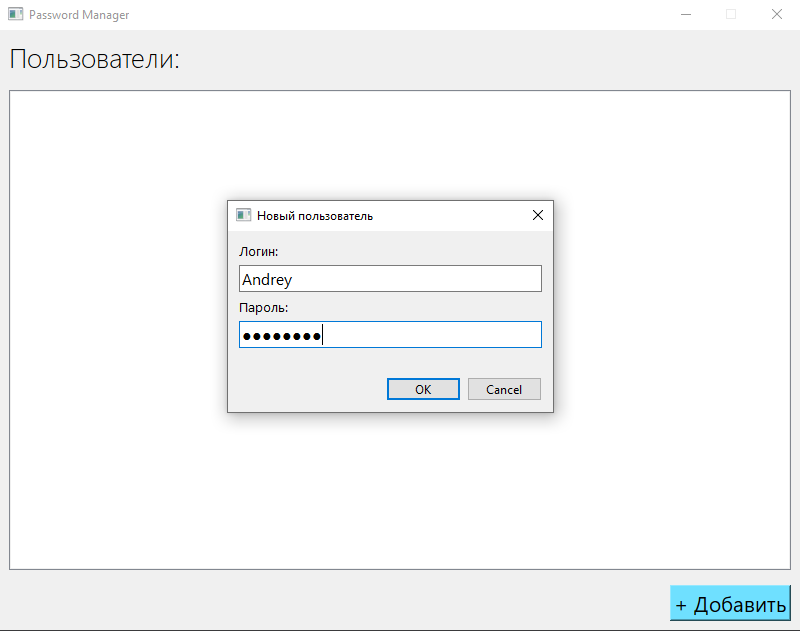 Password Manager
Пользователи:
Новый пользователь
Логин:
Andrey
Пароль:
●●●●●●●●
OK Cancel
+ Добавить